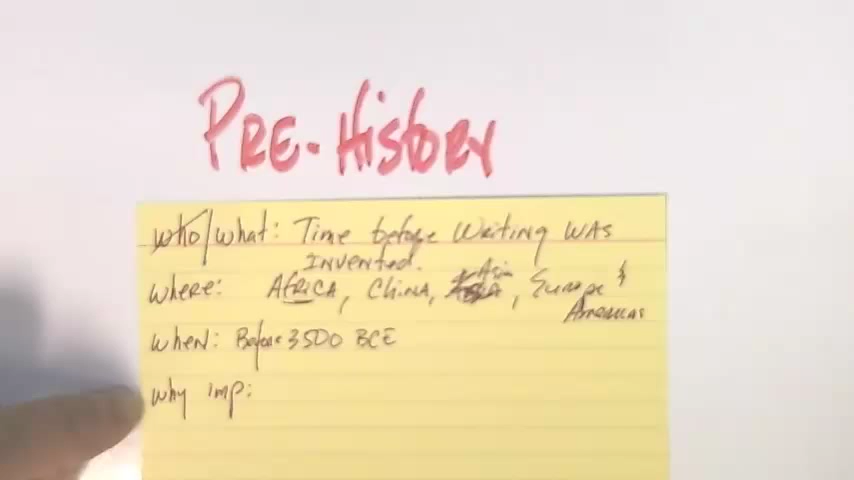 PRE-HISTORY
who/what: Time before Writing WAS
INVENTED.
where: AFRICA, CHINA, Asia, Europe &
Americas
when: Before 3500 BCE
why imp: